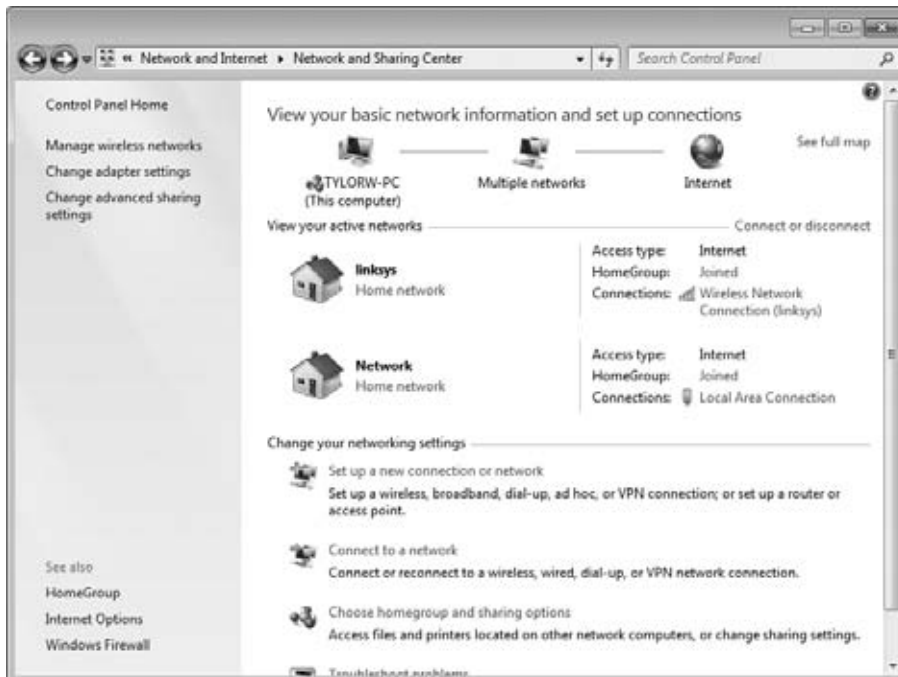 « Network and Internet ▸ Network and Sharing Center
Search Control Panel
Control Panel Home
Manage wireless networks
Change adapter settings
Change advanced sharing
settings
See also
HomeGroup
Internet Options
Windows Firewall
View your basic network information and set up connections
See full map
TYLORW-PC
(This computer)
Multiple networks
Internet
View your active networks
Connect or disconnect
linksys
Home network
Access type: Internet
HomeGroup: Joined
Connections: Wireless Network
Connection (linksys)
Network
Home network
Access type: Internet
HomeGroup: Joined
Connections: Local Area Connection
Change your networking settings
Set up a new connection or network
Set up a wireless, broadband, dial-up, ad hoc, or VPN connection; or set up a router or
access point.
Connect to a network
Connect or reconnect to a wireless, wired, dial-up, or VPN network connection.
Choose homegroup and sharing options
Access files and printers located on other network computers, or change sharing settings.
Troubleshoot problems